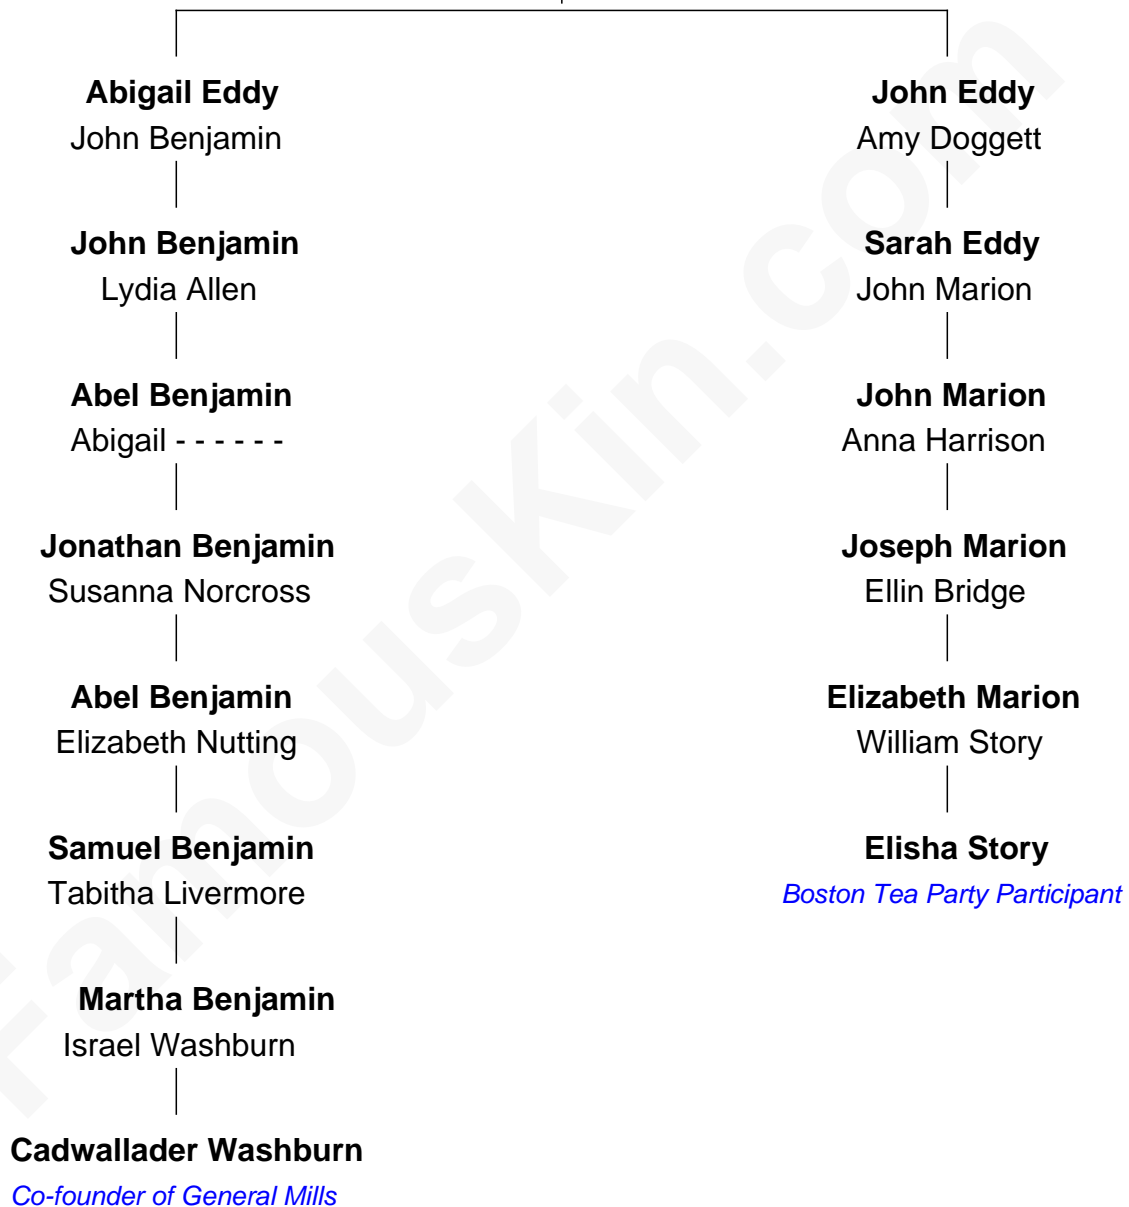 Abigail Eddy
John Benjamin
John Eddy
Amy Doggett
John Benjamin
Lydia Allen
Sarah Eddy
John Marion
Abel Benjamin
Abigail - - - - - -
John Marion
Anna Harrison
Jonathan Benjamin
Susanna Norcross
Joseph Marion
Ellin Bridge
Abel Benjamin
Elizabeth Nutting
Elizabeth Marion
William Story
Samuel Benjamin
Tabitha Livermore
Elisha Story
Boston Tea Party Participant
Martha Benjamin
Israel Washburn
Cadwallader Washburn
Co-founder of General Mills
FamousKin.com